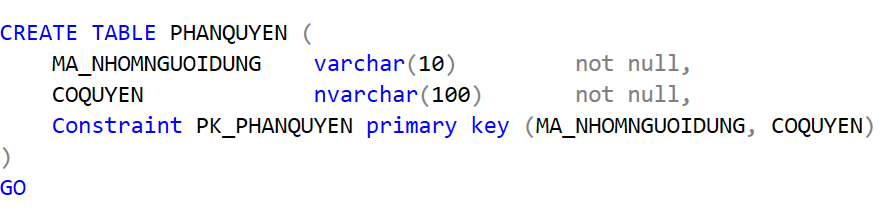 CREATE TABLE PHANQUYEN (
    MA_NHOMNGUOIDUNG    varchar(10)          not null,
    COQUYEN             nvarchar(100)        not null,
    Constraint PK_PHANQUYEN primary key (MA_NHOMNGUOIDUNG, COQUYEN)
)
GO